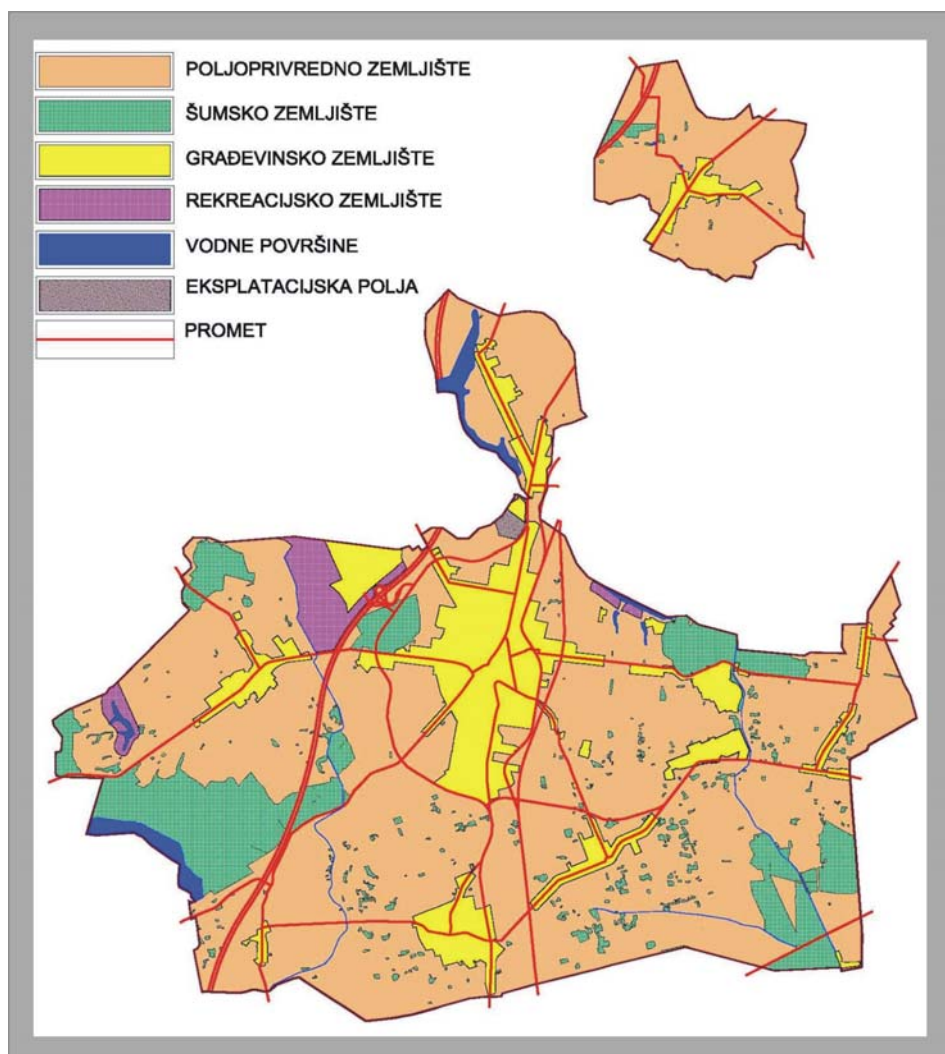 POLJOPRIVREDNO ZEMLJIŠTE
ŠUMSKO ZEMLJIŠTE
GRAĐEVINSKO ZEMLJIŠTE
REKREACIJSKO ZEMLJIŠTE
VODNE POVRŠINE
EKSPLATACIJSKA POLJA
PROMET